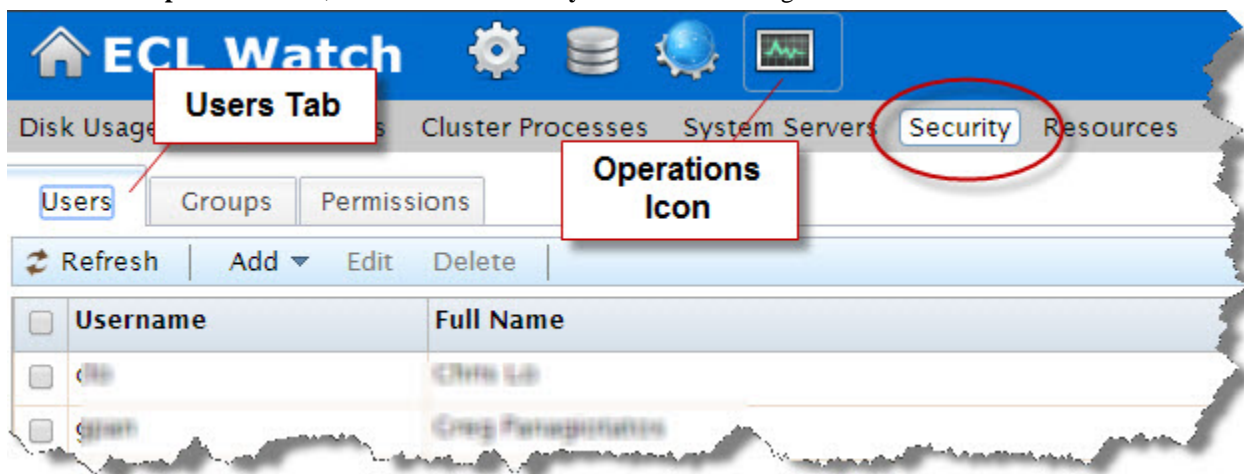 ECL Watch
Users Tab
Disk Usage s Cluster Processes System Servers Security Resources
Operations
Icon
Users Groups Permissions
Refresh Add Edit Delete
Username Full Name